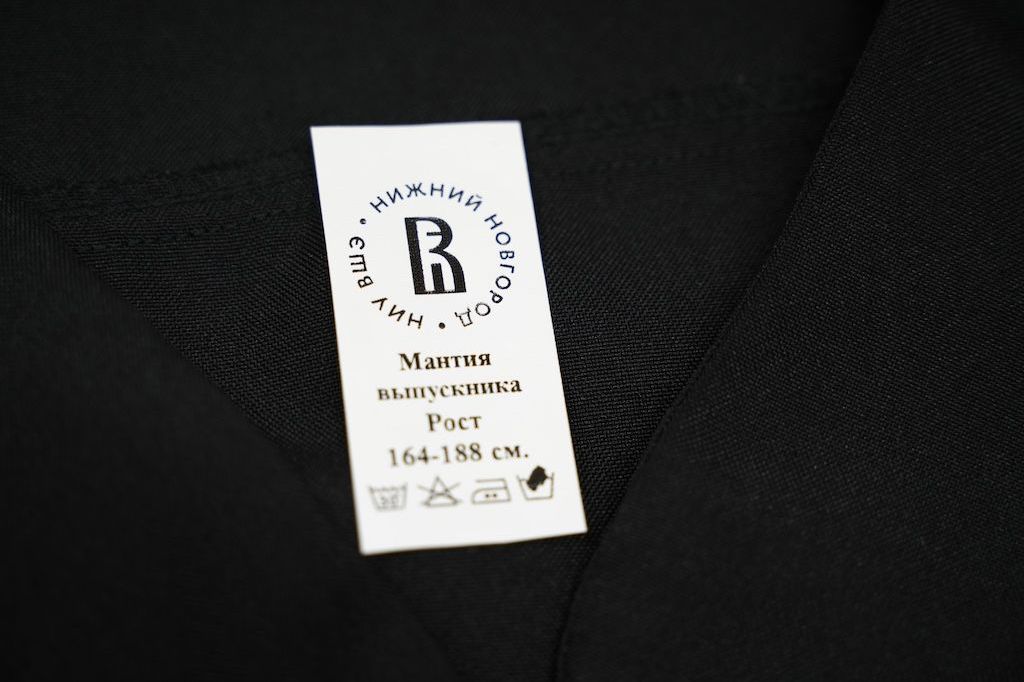 НИЖНИЙ НОВГОРОД • НИУ ВШЭ •
Мантия
выпускника
Рост
164-188 см.